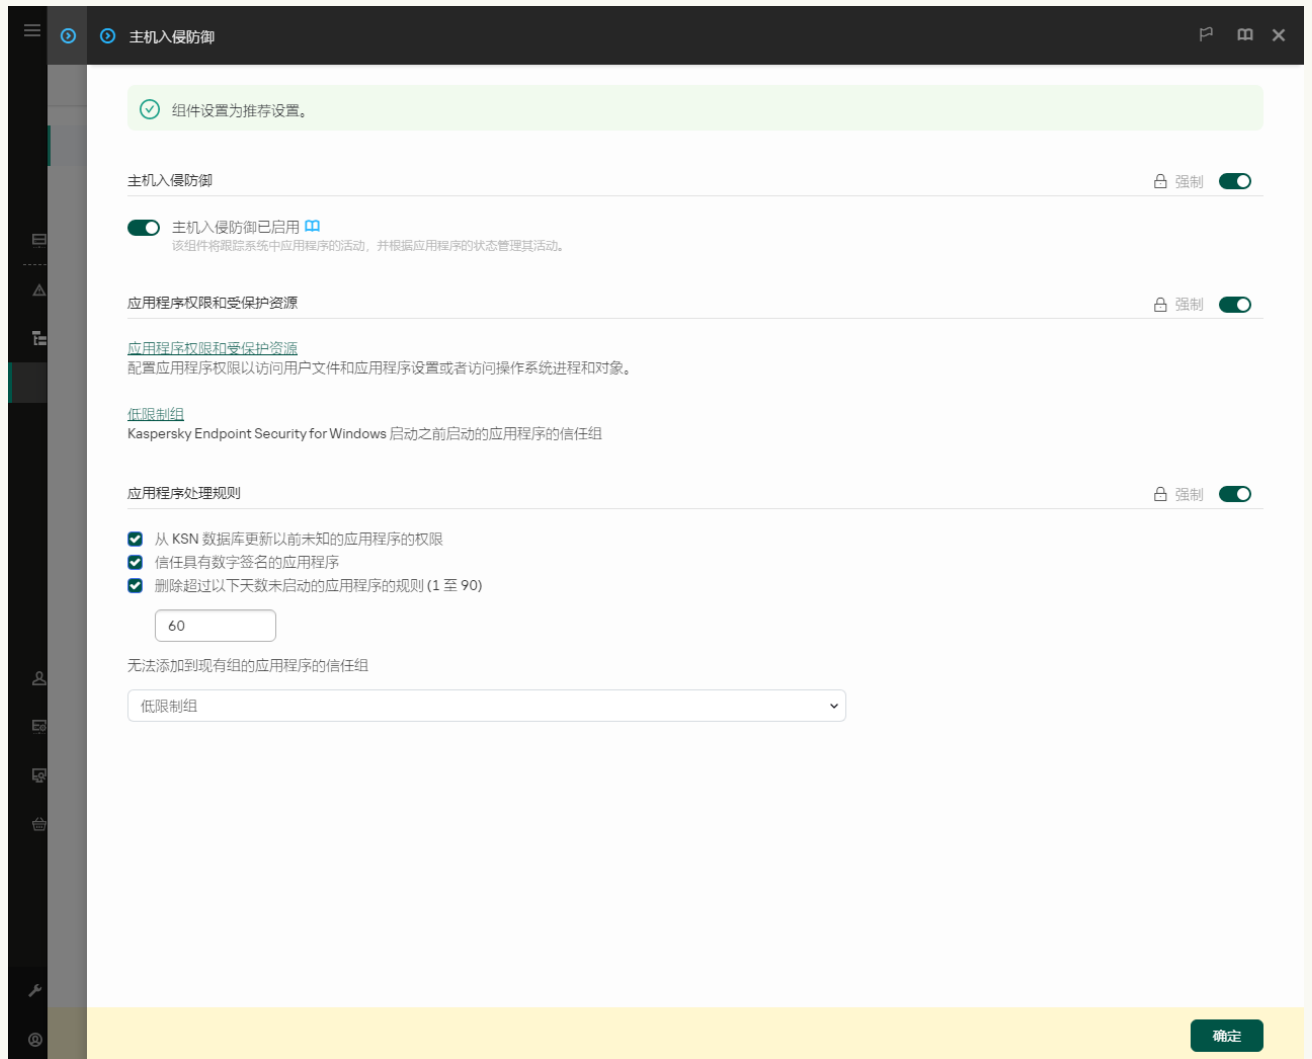 主机入侵防御
组件设置为推荐设置。
主机入侵防御
强制
主机入侵防御已启用
该组件将跟踪系统中应用程序的活动，并根据应用程序的状态管理其活动。
应用程序权限和受保护资源
强制
应用程序权限和受保护资源
配置应用程序权限以访问用户文件和应用程序设置或者访问操作系统进程和对象。
低限制组
Kaspersky Endpoint Security for Windows 启动之前启动的应用程序的信任组
应用程序处理规则
强制
从 KSN 数据库更新以前未知的应用程序的权限
信任具有数字签名的应用程序
删除超过以下天数未启动的应用程序的规则 (1 至 90)
60
无法添加到现有组的应用程序的信任组
低限制组
确定